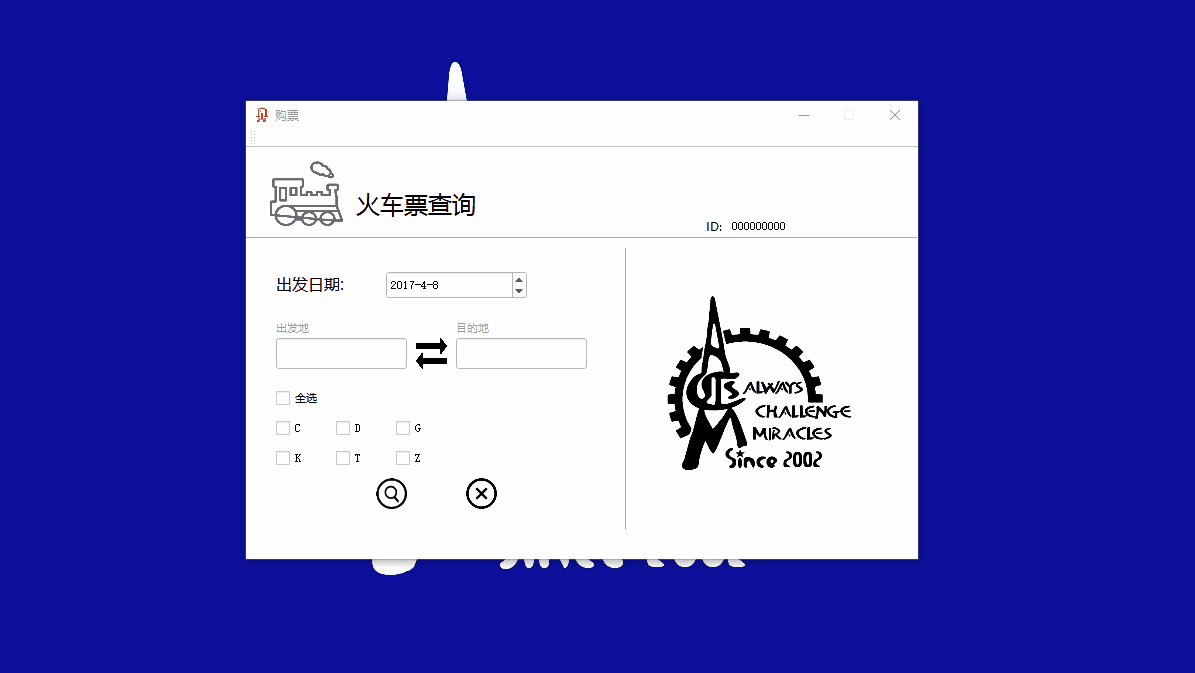 购票
火车票查询
ID: 000000000
出发日期: 2017-4-8
出发地 目的地
全选
C D G
K T Z
ALWAYS
CHALLENGE
MIRACLES
Since 2002